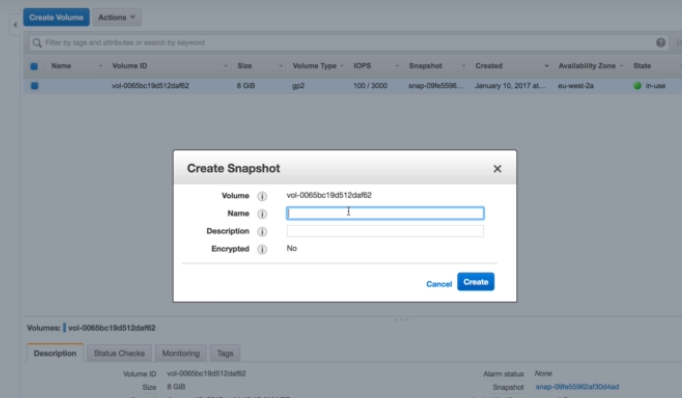 Create Volume Actions
Filter by tags and attributes or search by keyword
Name Volume ID Size Volume Type IOPS Snapshot Created Availability Zone State
vol-0065bc19d512daf62 8 GiB gp2 100 / 3000 snap-09fe5596... January 10, 2017 at... eu-west-2a in-use
Create Snapshot
Volume vol-0065bc19d512daf62
Name
Description
Encrypted No
Cancel Create
Volumes: vol-0065bc19d512daf62
Description Status Checks Monitoring Tags
Volume ID vol-0065bc19d512daf62 Alarm status None
Size 8 GiB Snapshot snap-09fe55962af30d4ad